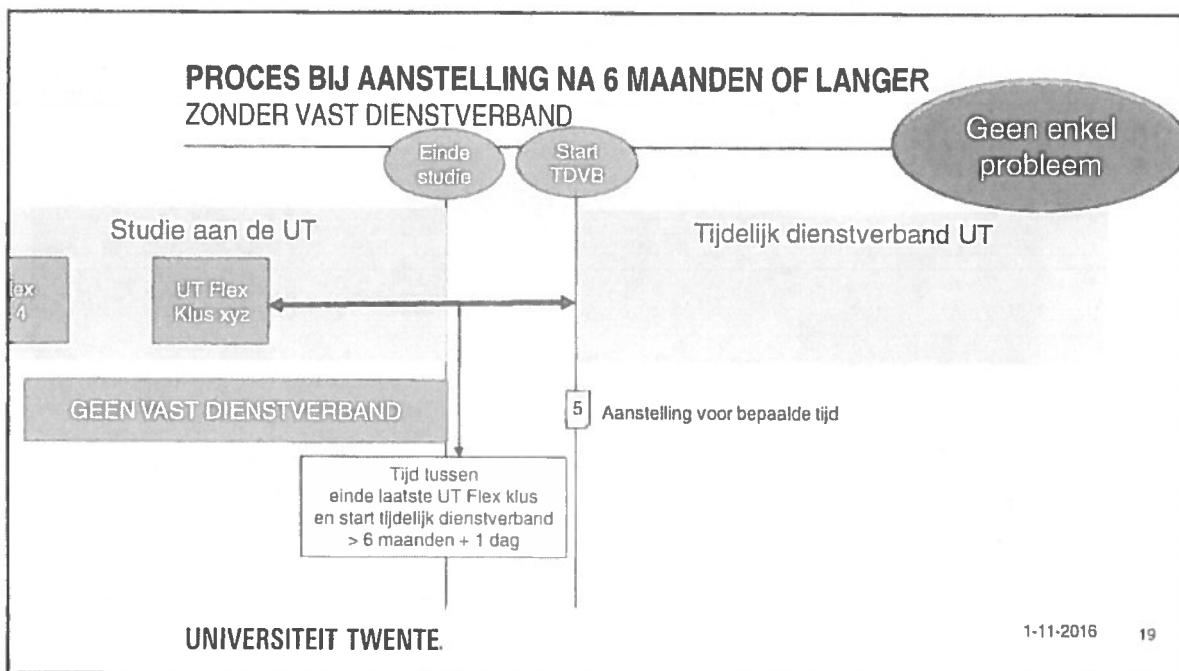 PROCES BIJ AANSTELLING NA 6 MAANDEN OF LANGER
ZONDER VAST DIENSTVERBAND
Geen enkel
probleem
Einde
studie
Start
TDVB
Studie aan de UT
Tijdelijk dienstverband UT
lex
4
UT Flex
Klus xyz
GEEN VAST DIENSTVERBAND
5
Aanstelling voor bepaalde tijd
Tijd tussen
einde laatste UT Flex klus
en start tijdelijk dienstverband
> 6 maanden + 1 dag
UNIVERSITEIT TWENTE.
1-11-2016
19